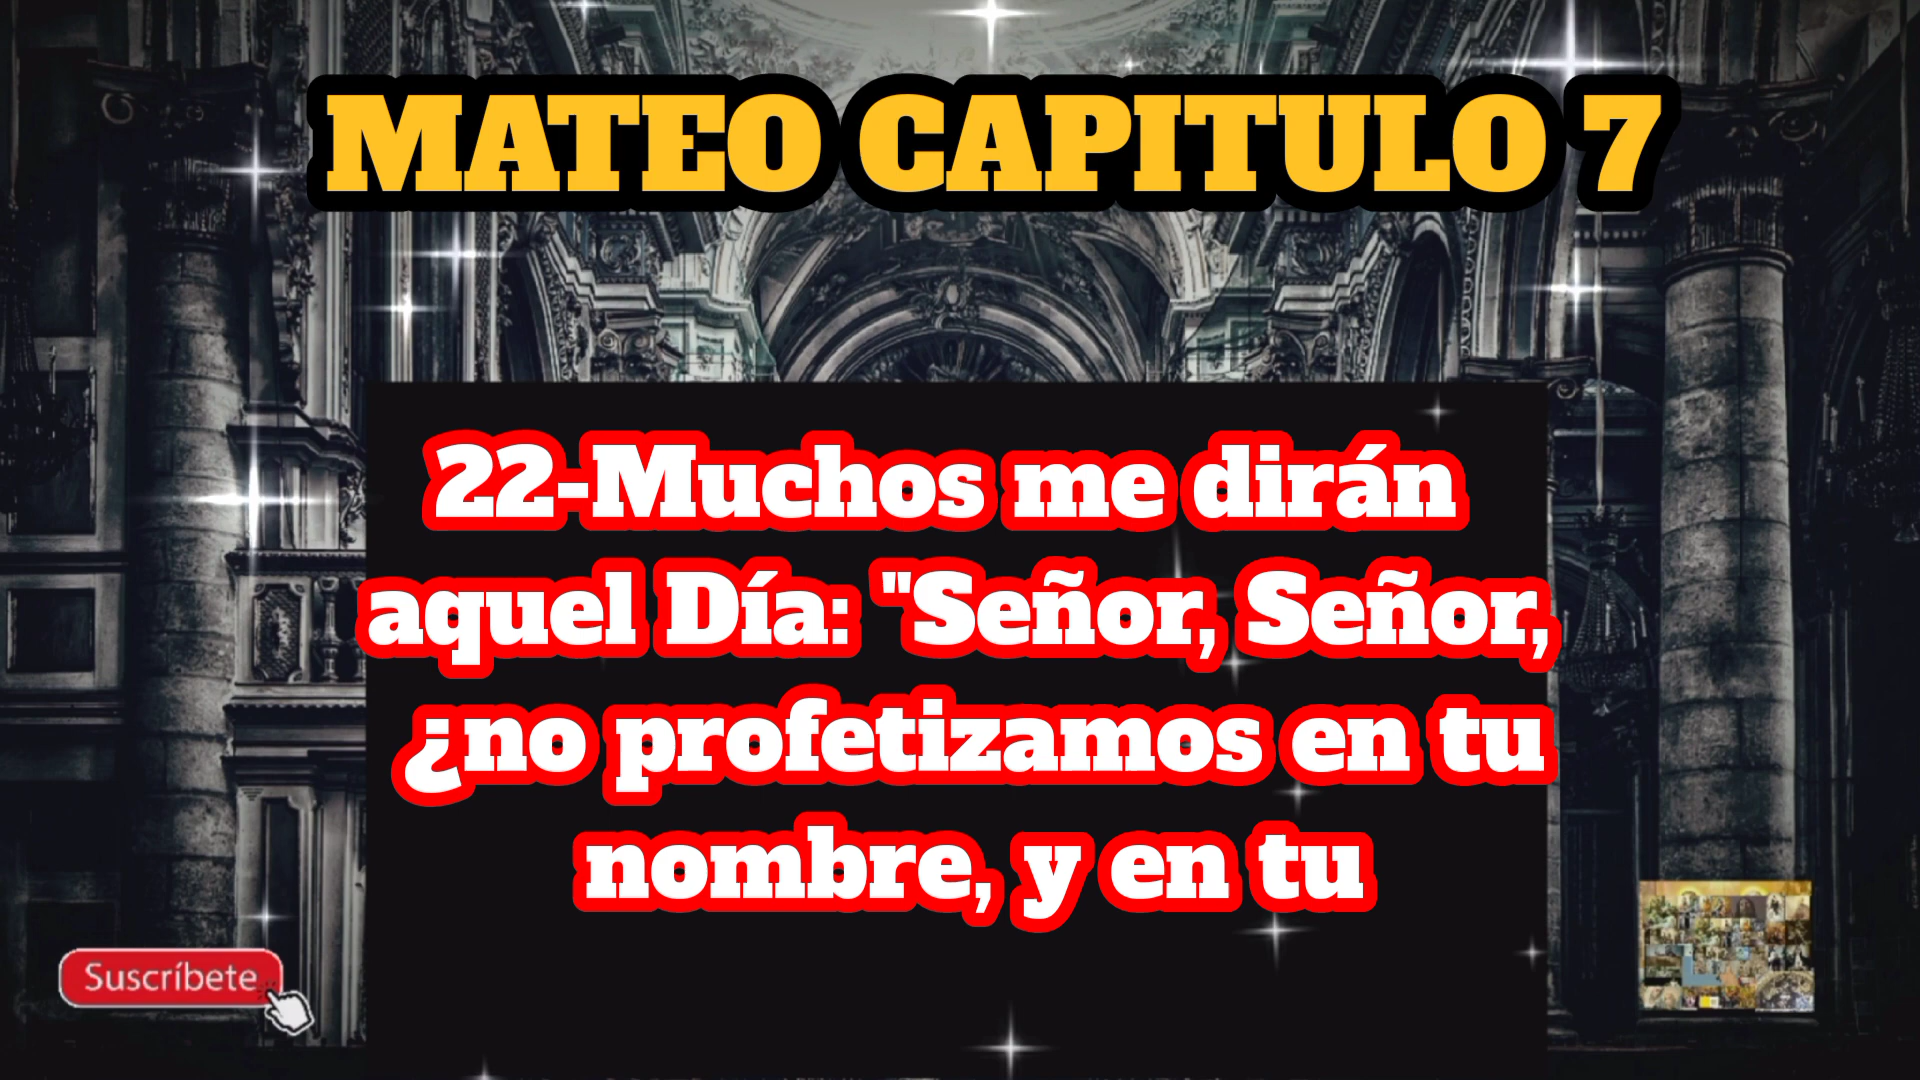 MATEO CAPITULO 7
22-Muchos me dirán
aquel Día: "Señor, Señor,
¿no profetizamos en tu
nombre, y en tu
Suscríbete